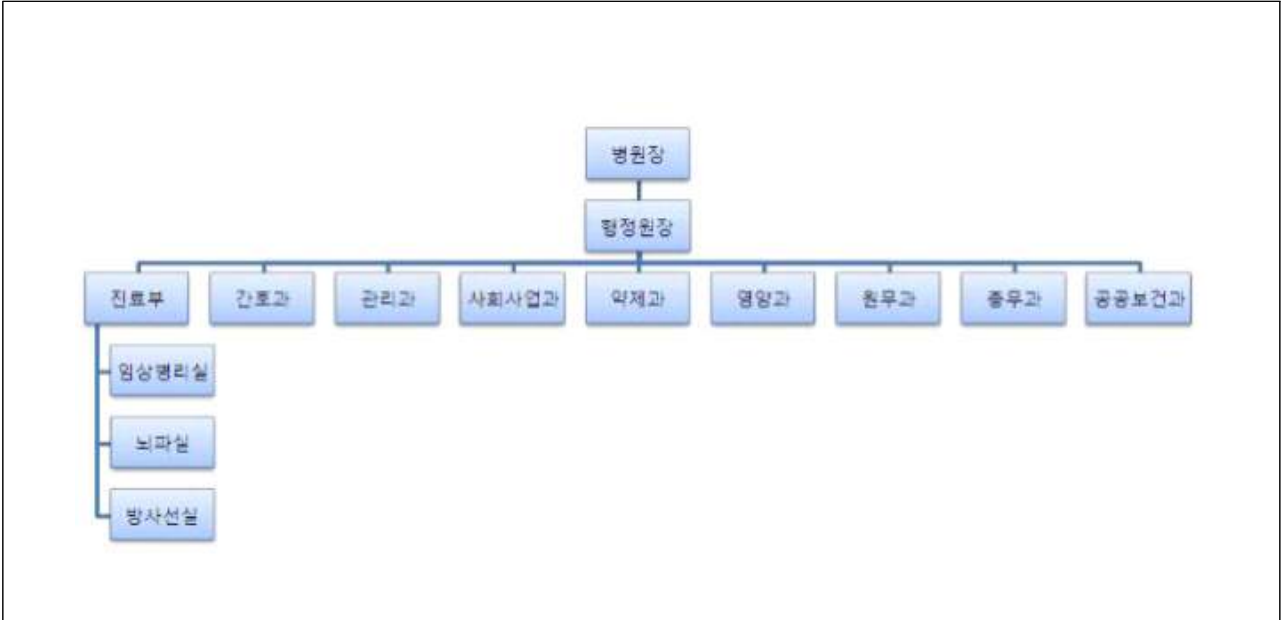 병원장
행정원장
진료부 간호과 관리과 사회사업과 약제과 영양과 원무과 총무과 공공보건과
임상병리실
뇌파실
방사선실